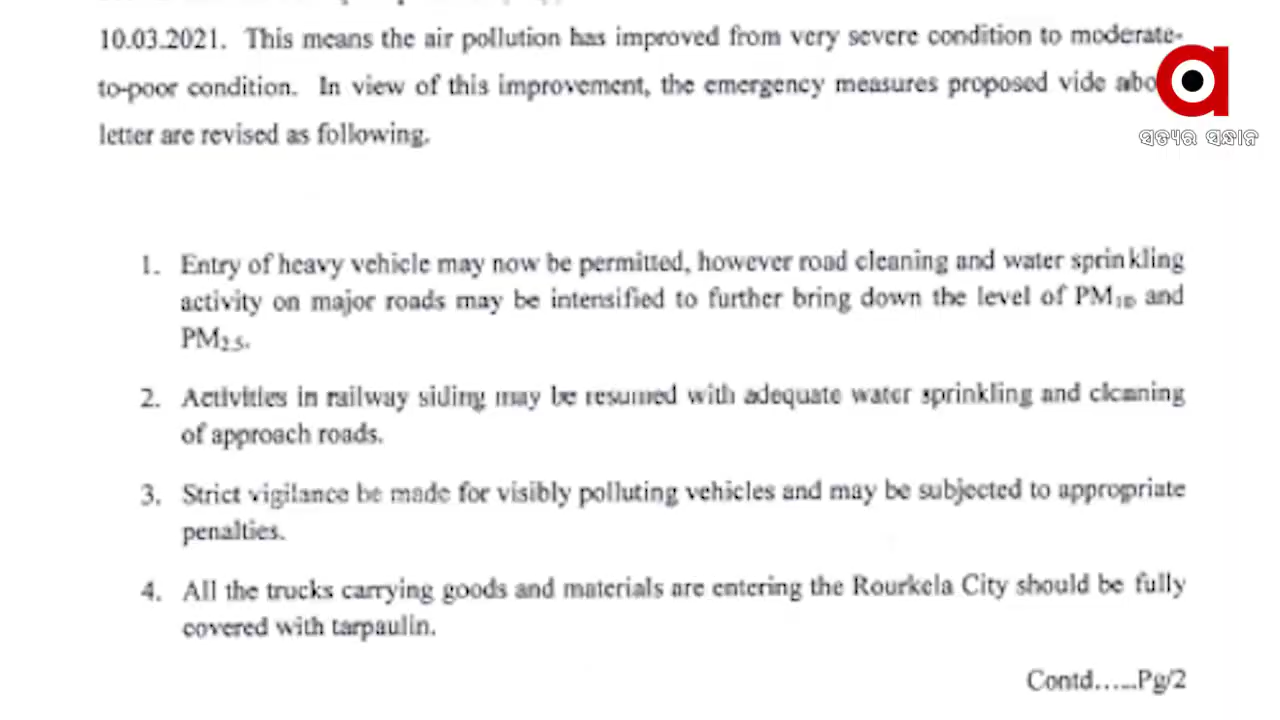 10.03.2021. This means the air pollution has improved from very severe condition to moderate-
to-poor condition. In view of this improvement, the emergency measures proposed vide abo
letter are revised as following.
ସତ୍ୟର ସନ୍ଧାନ
1. Entry of heavy vehicle may now be permitted, however road cleaning and water sprinkling
activity on major roads may be intensified to further bring down the level of PM10 and
PM2.5.
2. Activities in railway siding may be resumed with adequate water sprinkling and cleaning
of approach roads.
3. Strict vigilance be made for visibly polluting vehicles and may be subjected to appropriate
penalties.
4. All the trucks carrying goods and materials are entering the Rourkela City should be fully
covered with tarpaulin.
Contd......Pg/2